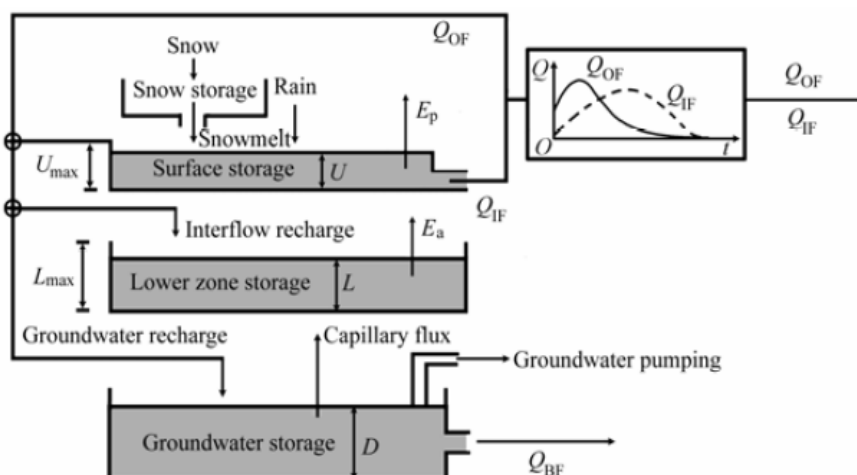 Q_OF
Snow
Snow storage
Rain
Snowmelt
E_p
U_max
Surface storage
U
Q_IF
Q
Q_OF
Q_IF
O
t
Q_OF
Q_IF
Interflow recharge
E_a
L_max
Lower zone storage
L
Groundwater recharge
Capillary flux
Groundwater pumping
Groundwater storage
D
Q_BF